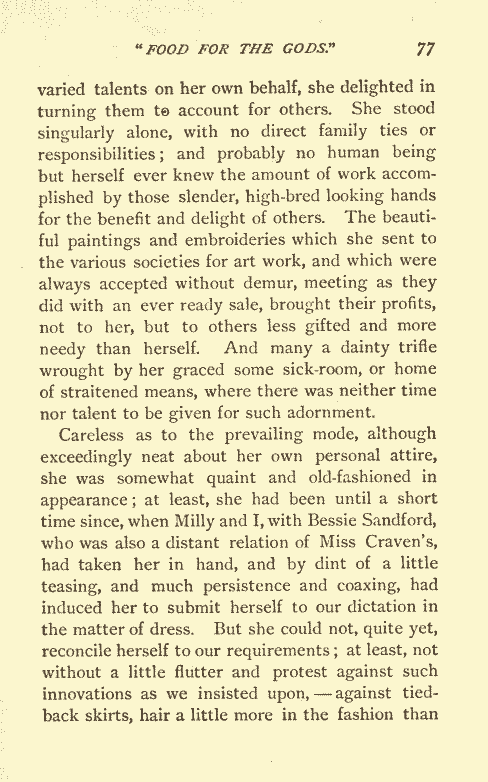 "FOOD FOR THE GODS." 77
varied talents on her own behalf, she delighted in
turning them to account for others. She stood
singularly alone, with no direct family ties or
responsibilities; and probably no human being
but herself ever knew the amount of work accom-
plished by those slender, high-bred looking hands
for the benefit and delight of others. The beauti-
ful paintings and embroideries which she sent to
the various societies for art work, and which were
always accepted without demur, meeting as they
did with an ever ready sale, brought their profits,
not to her, but to others less gifted and more
needy than herself. And many a dainty trifle
wrought by her graced some sick-room, or home
of straitened means, where there was neither time
nor talent to be given for such adornment.
Careless as to the prevailing mode, although
exceedingly neat about her own personal attire,
she was somewhat quaint and old-fashioned in
appearance; at least, she had been until a short
time since, when Milly and I, with Bessie Sandford,
who was also a distant relation of Miss Craven's,
had taken her in hand, and by dint of a little
teasing, and much persistence and coaxing, had
induced her to submit herself to our dictation in
the matter of dress. But she could not, quite yet,
reconcile herself to our requirements; at least, not
without a little flutter and protest against such
innovations as we insisted upon, — against tied-
back skirts, hair a little more in the fashion than